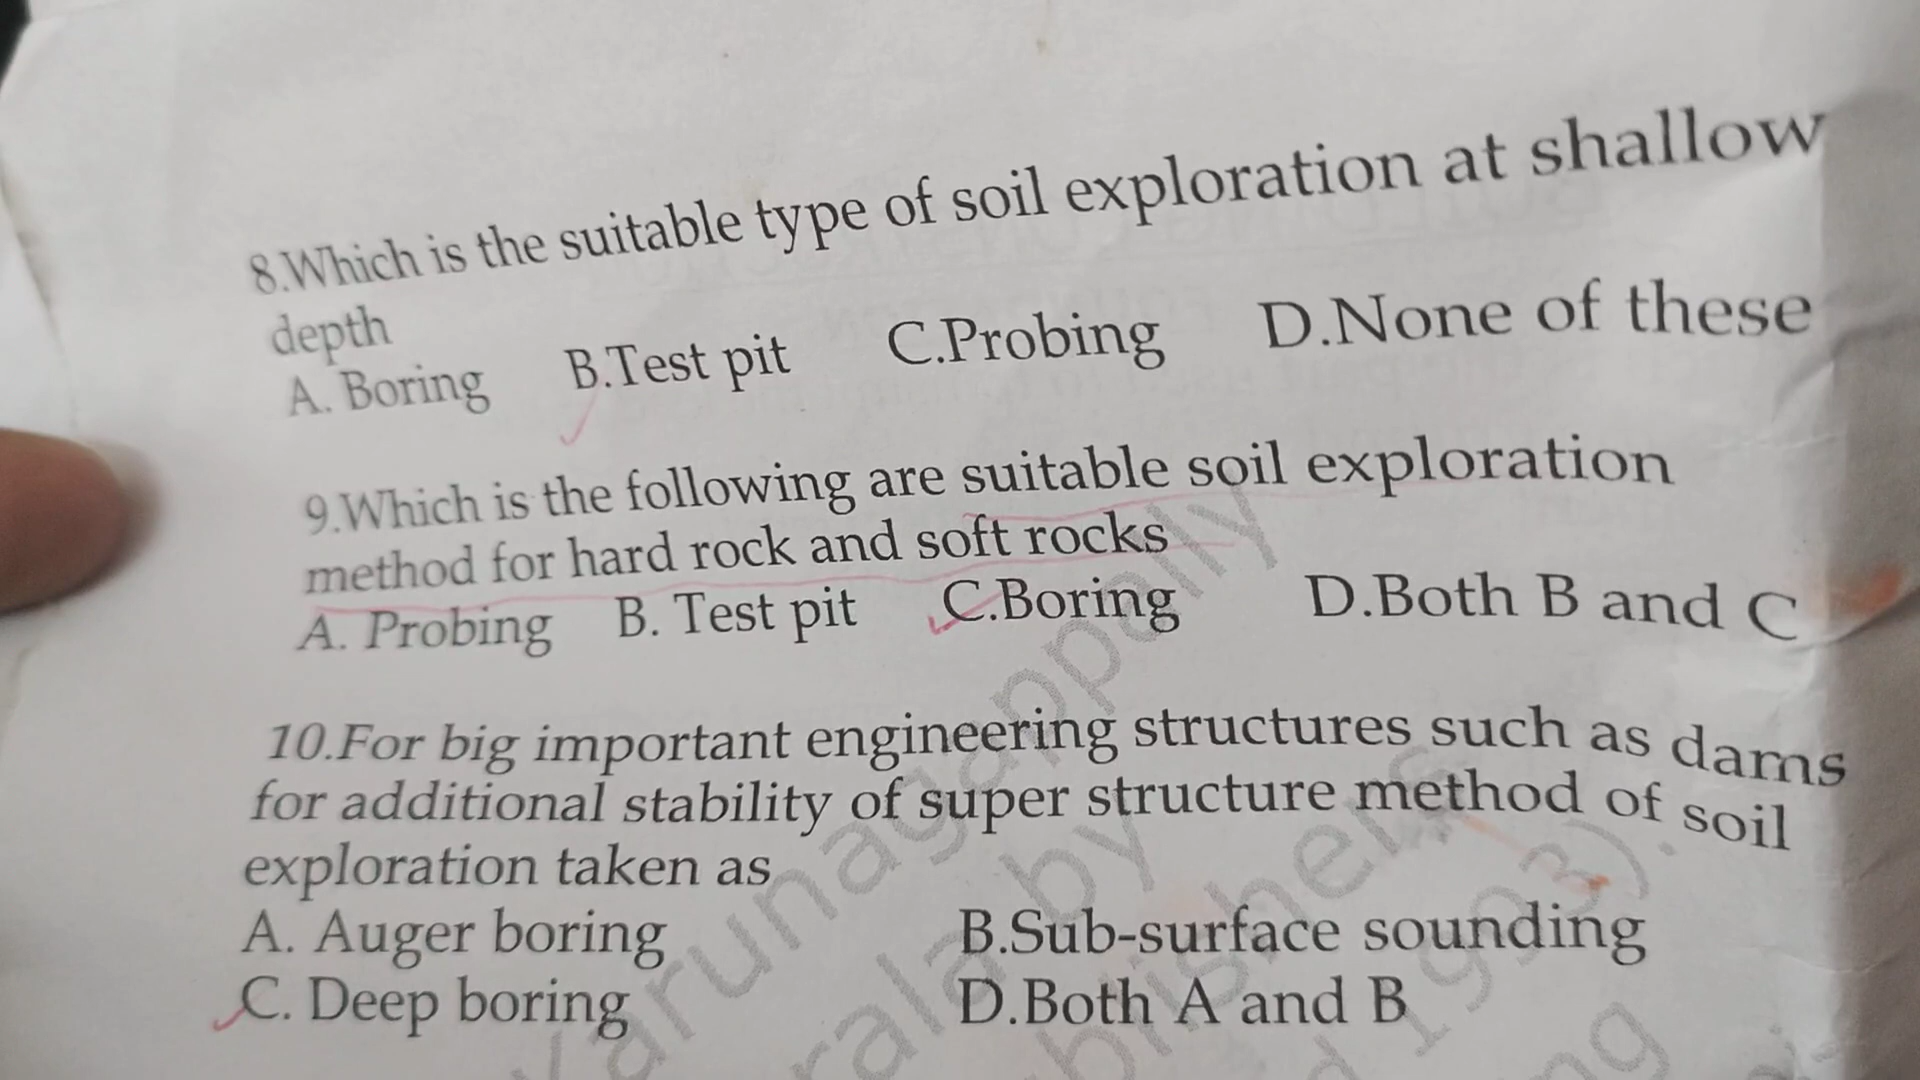 8.Which is the suitable type of soil exploration at shallow
depth
A. Boring B.Test pit C.Probing D.None of these
9.Which is the following are suitable soil exploration
method for hard rock and soft rocks
A. Probing B. Test pit C.Boring D.Both B and C
10.For big important engineering structures such as dams
for additional stability of super structure method of soil
exploration taken as
A. Auger boring B.Sub-surface sounding
C. Deep boring D.Both A and B